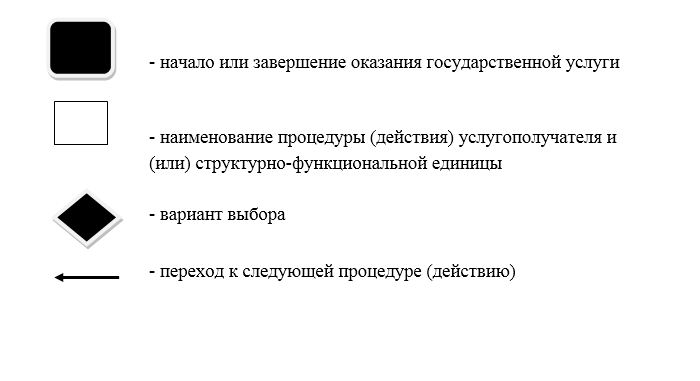 - начало или завершение оказания государственной услуги
- наименование процедуры (действия) услугополучателя и
(или) структурно-функциональной единицы
- вариант выбора
- переход к следующей процедуре (действию)